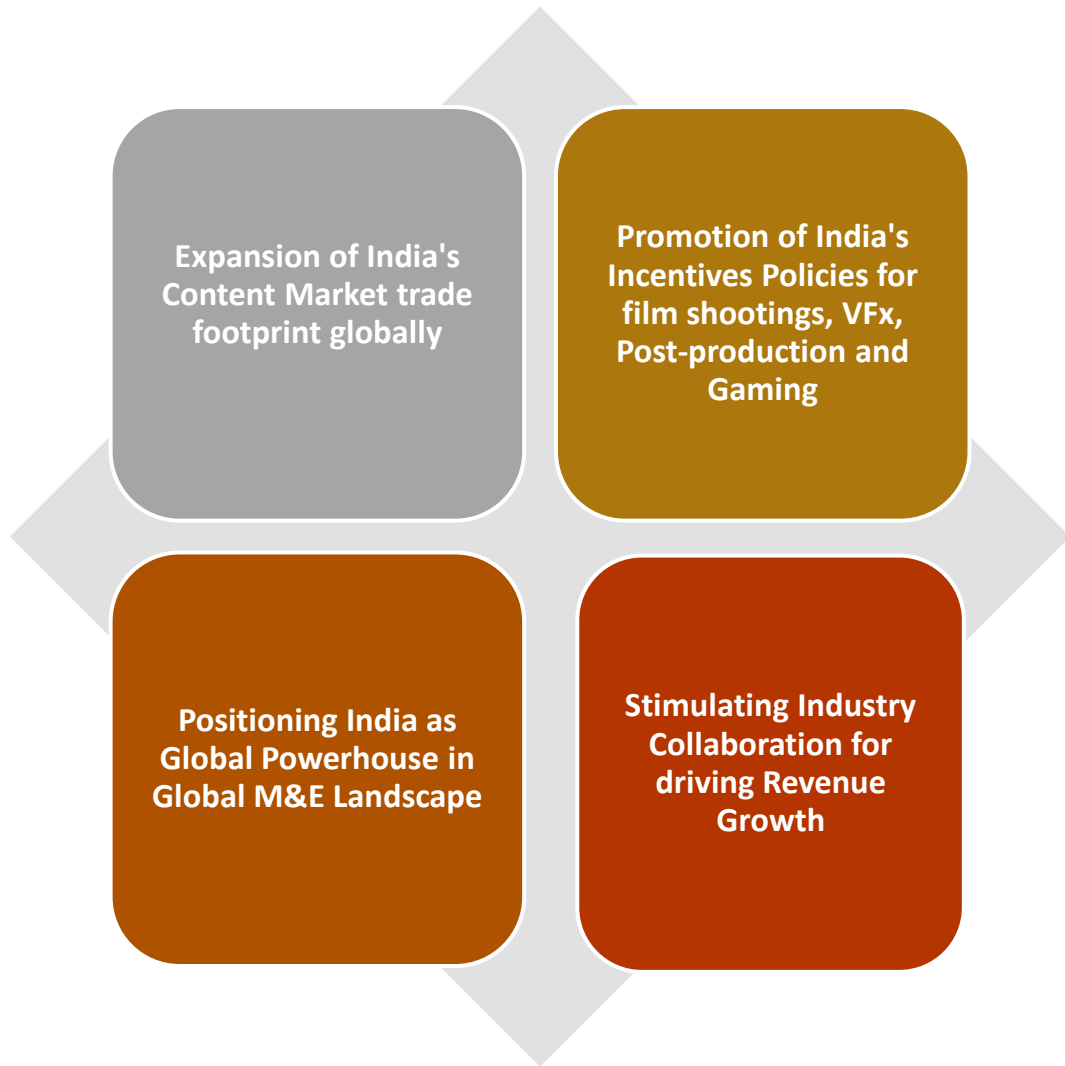 Expansion of India's
Content Market trade
footprint globally
Promotion of India's
Incentives Policies for
film shootings, VFx,
Post-production and
Gaming
Positioning India as
Global Powerhouse in
Global M&E Landscape
Stimulating Industry
Collaboration for
driving Revenue
Growth